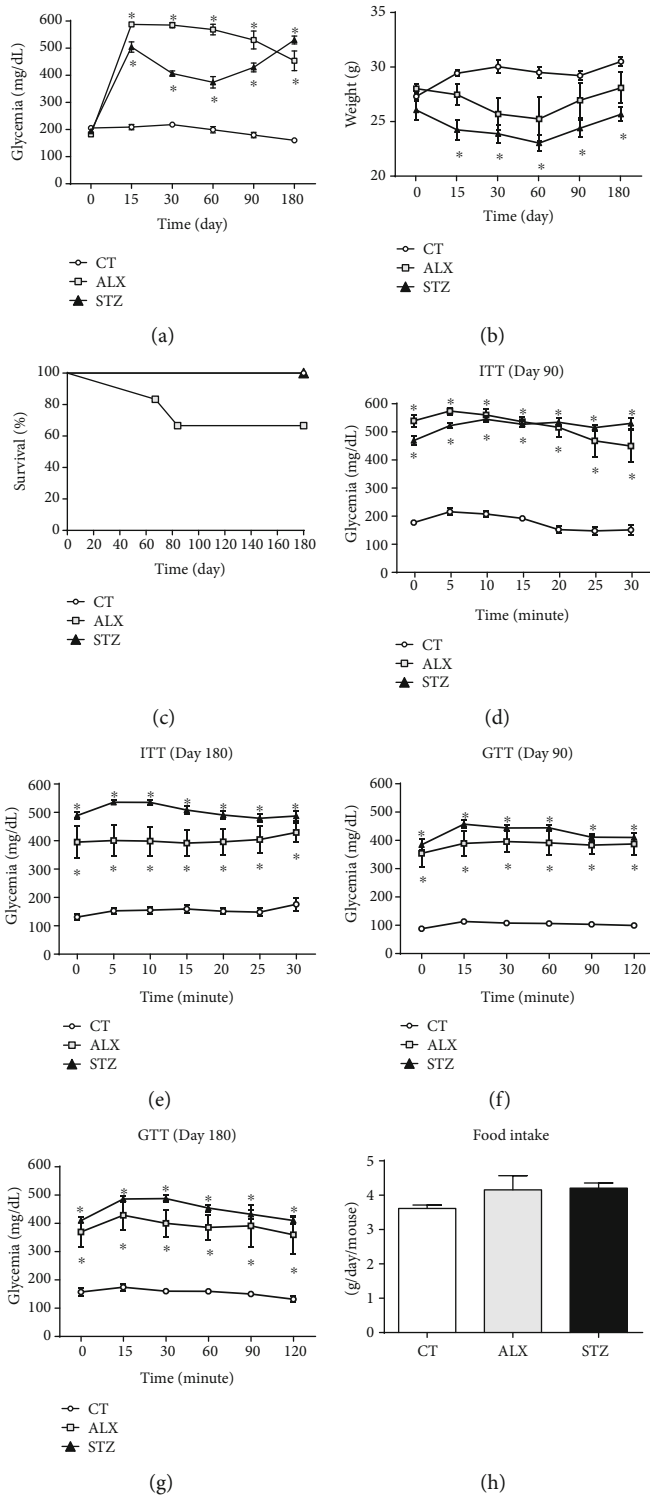 600
500
400
300
200
100
0
Glycemia (mg/dL)
* * * * * *
* * * *
0 15 30 60 90 180
Time (day)
CT
ALX
STZ
(a)
35
30
25
20
Weight (g)
* * * * *
0 15 30 60 90 180
Time (day)
CT
ALX
STZ
(b)
100
80
60
40
20
0
Survival (%)
0 20 40 60 80 100 120 140 160 180
Time (day)
CT
ALX
STZ
(c)
ITT (Day 90)
600
500
400
300
200
100
0
Glycemia (mg/dL)
* * * * * * *
* * * * * * *
0 5 10 15 20 25 30
Time (minute)
CT
ALX
STZ
(d)
ITT (Day 180)
600
500
400
300
200
100
0
Glycemia (mg/dL)
* * * * * * *
* * * * * * *
0 5 10 15 20 25 30
Time (minute)
CT
ALX
STZ
(e)
GTT (Day 90)
600
500
400
300
200
100
0
Glycemia (mg/dL)
* * * * * *
* * * * * *
0 15 30 60 90 120
Time (minute)
CT
ALX
STZ
(f)
GTT (Day 180)
600
500
400
300
200
100
0
Glycemia (mg/dL)
* * * * * *
* * * * * *
0 15 30 60 90 120
Time (minute)
CT
ALX
STZ
(g)
Food intake
5
4
3
2
1
0
(g/day/mouse)
CT ALX STZ
(h)